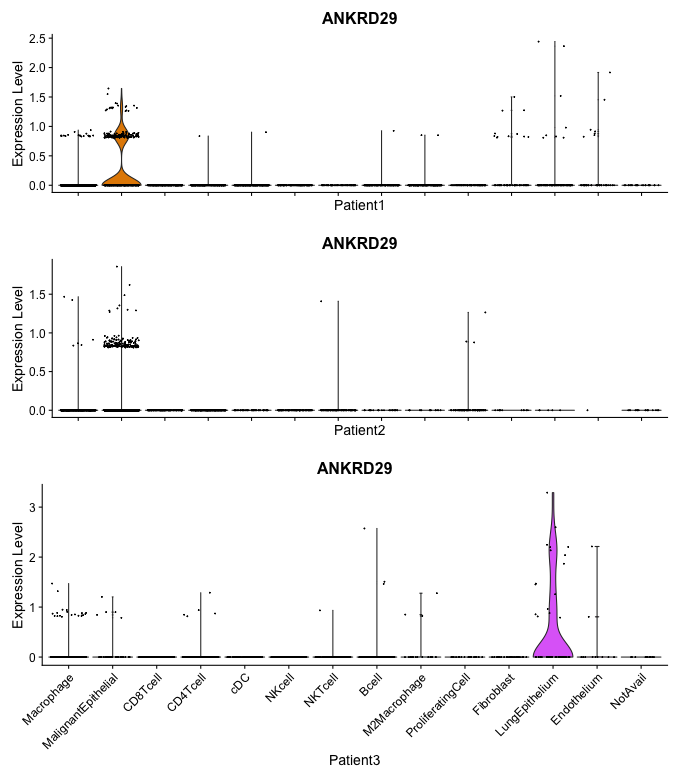 ANKRD29
Expression Level
2.5
2.0
1.5
1.0
0.5
0.0
Patient1
ANKRD29
Expression Level
1.5
1.0
0.5
0.0
Patient2
ANKRD29
Expression Level
3
2
1
0
Macrophage
MalignantEpithelial
CD8Tcell
CD4Tcell
cDC
NKcell
NKTcell
Bcell
M2Macrophage
ProliferatingCell
Fibroblast
LungEpithelium
Endothelium
NotAvail
Patient3